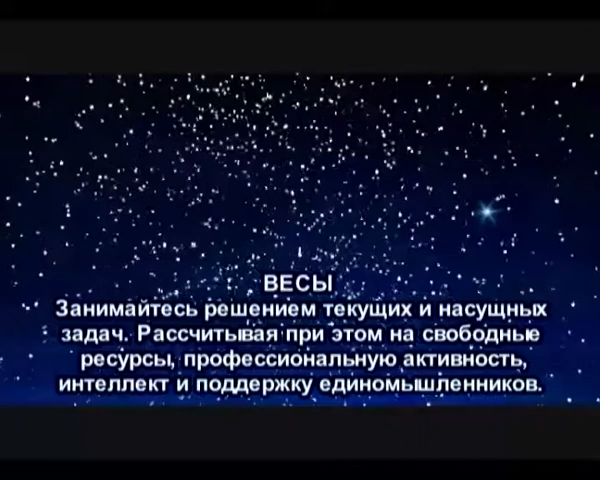 ВЕСЫ
Занимайтесь решением текущих и насущных
задач. Рассчитывая при этом на свободные
ресурсы, профессиональную активность,
интеллект и поддержку единомышленников.